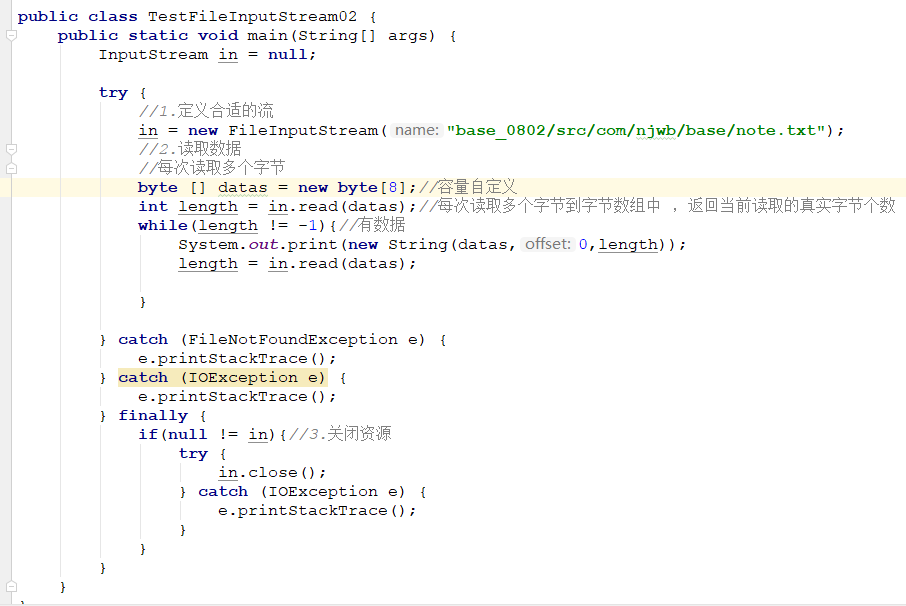 public class TestFileInputStream02 {
public static void main(String[] args) {
InputStream in = null;
try {
//1.定义合适的流
in = new FileInputStream( name: "base_0802/src/com/njwb/base/note.txt");
//2.读取数据
//每次读取多个字节
byte [] datas = new byte[8];//容量自定义
int length = in.read(datas);//每次读取多个字节到字节数组中 ，返回当前读取的真实字节个数
while(length != -1){//有数据
System.out.print(new String(datas, offset: 0,length));
length = in.read(datas);
}
} catch (FileNotFoundException e) {
e.printStackTrace();
} catch (IOException e) {
e.printStackTrace();
} finally {
if(null != in){//3.关闭资源
try {
in.close();
} catch (IOException e) {
e.printStackTrace();
}
}
}
}